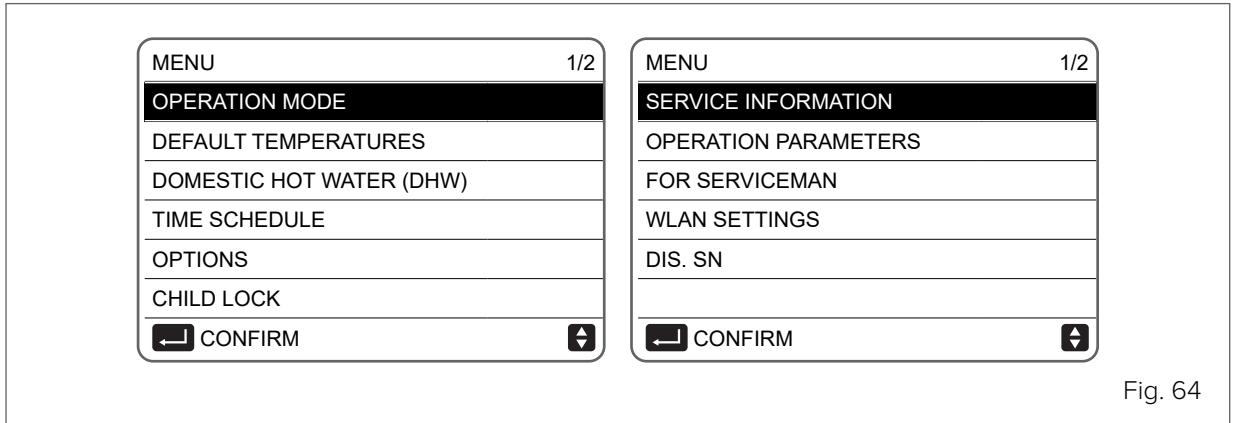 MENU 1/2
OPERATION MODE
DEFAULT TEMPERATURES
DOMESTIC HOT WATER (DHW)
TIME SCHEDULE
OPTIONS
CHILD LOCK
CONFIRM
MENU 1/2
SERVICE INFORMATION
OPERATION PARAMETERS
FOR SERVICEMAN
WLAN SETTINGS
DIS. SN
CONFIRM
Fig. 64